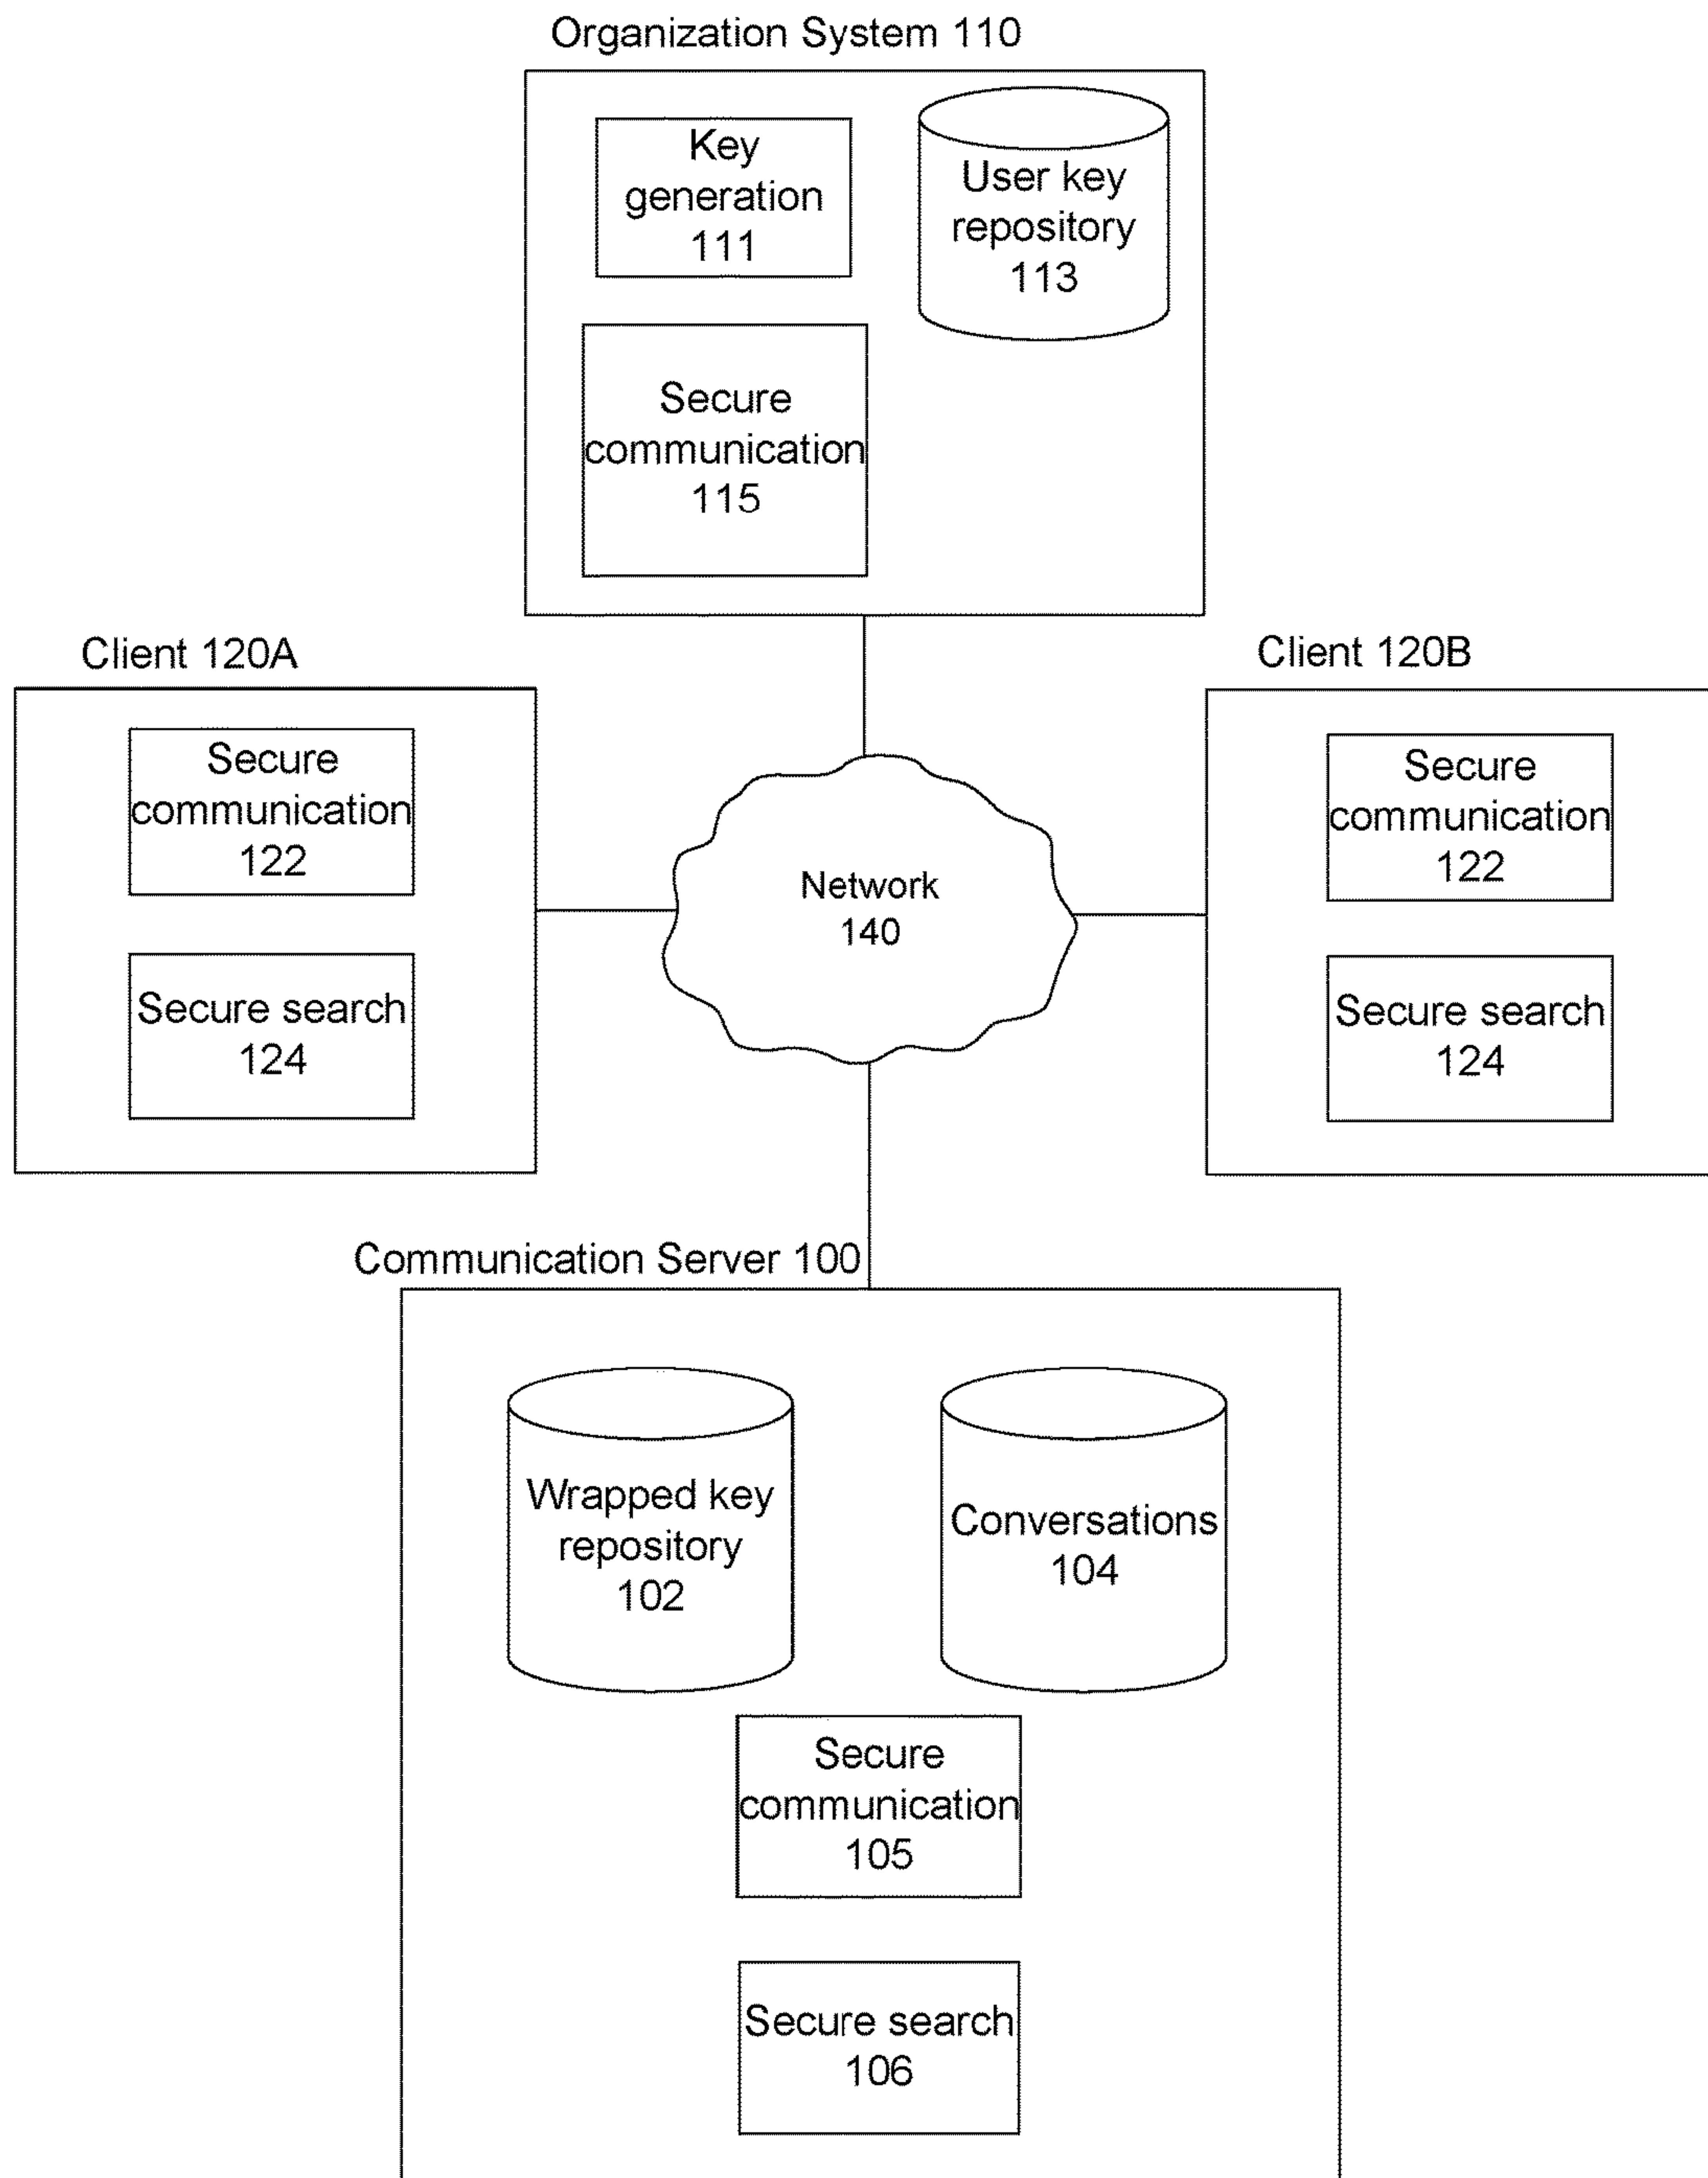 Organization System 110
Key
generation
111
User key
repository
113
Secure
communication
115
Client 120A
Secure
communication
122
Secure search
124
Network
140
Client 120B
Secure
communication
122
Secure search
124
Communication Server 100
Wrapped key
repository
102
Conversations
104
Secure
communication
105
Secure search
106